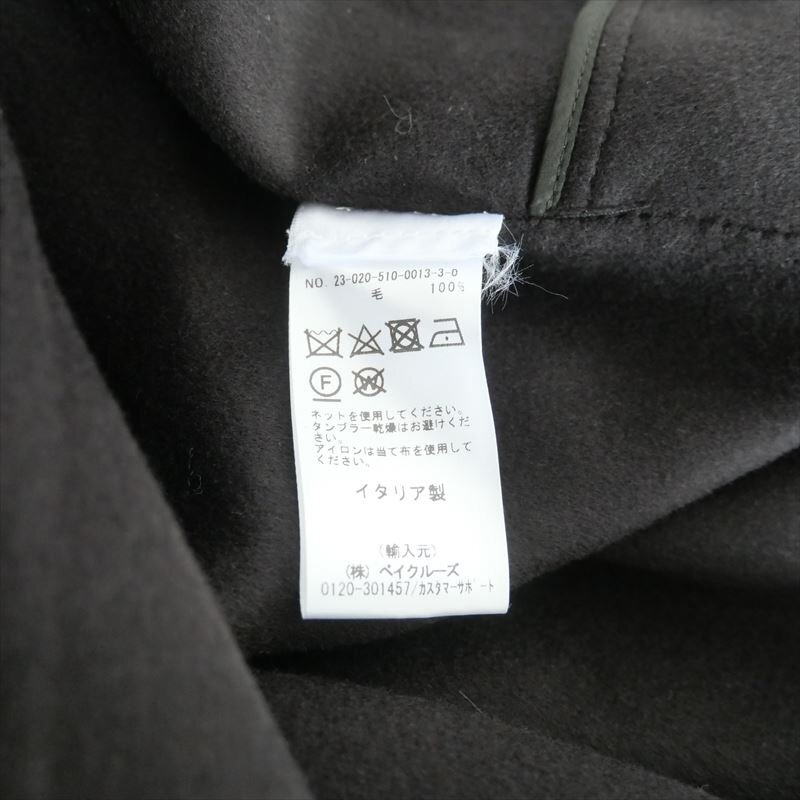 NO. 23-020-510-0013-3-6
毛 100%
F W
ネットを使用してください。
タンブラー乾燥はお避けくだ
さい。
アイロンは当て布を使用して
ください。
イタリア製
(輸入元)
(株) ベイクルーズ
0120-301457/カスタマーサポート